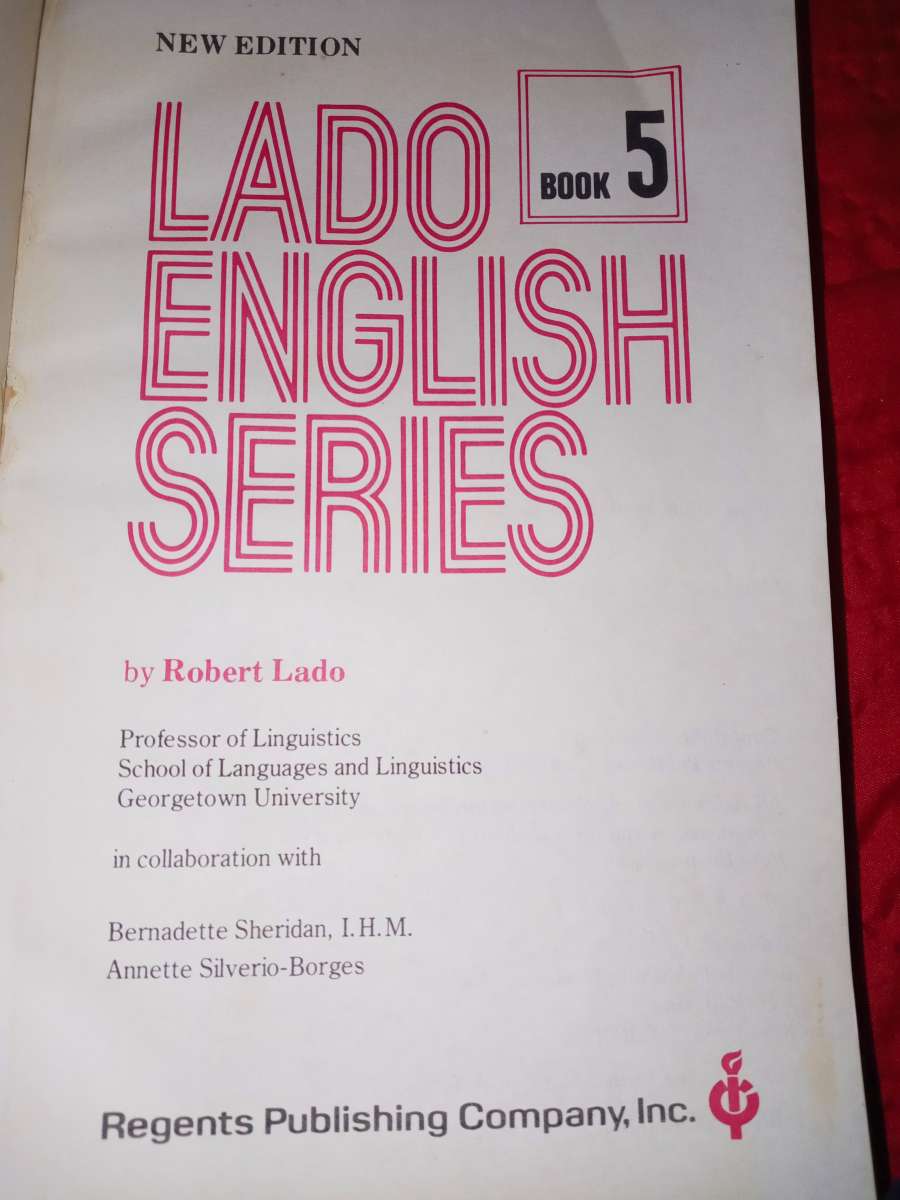 NEW EDITION
LADO
BOOK 5
ENGLISH
SERIES
by Robert Lado
Professor of Linguistics
School of Languages and Linguistics
Georgetown University
in collaboration with
Bernadette Sheridan, I.H.M.
Annette Silverio-Borges
Regents Publishing Company, Inc.